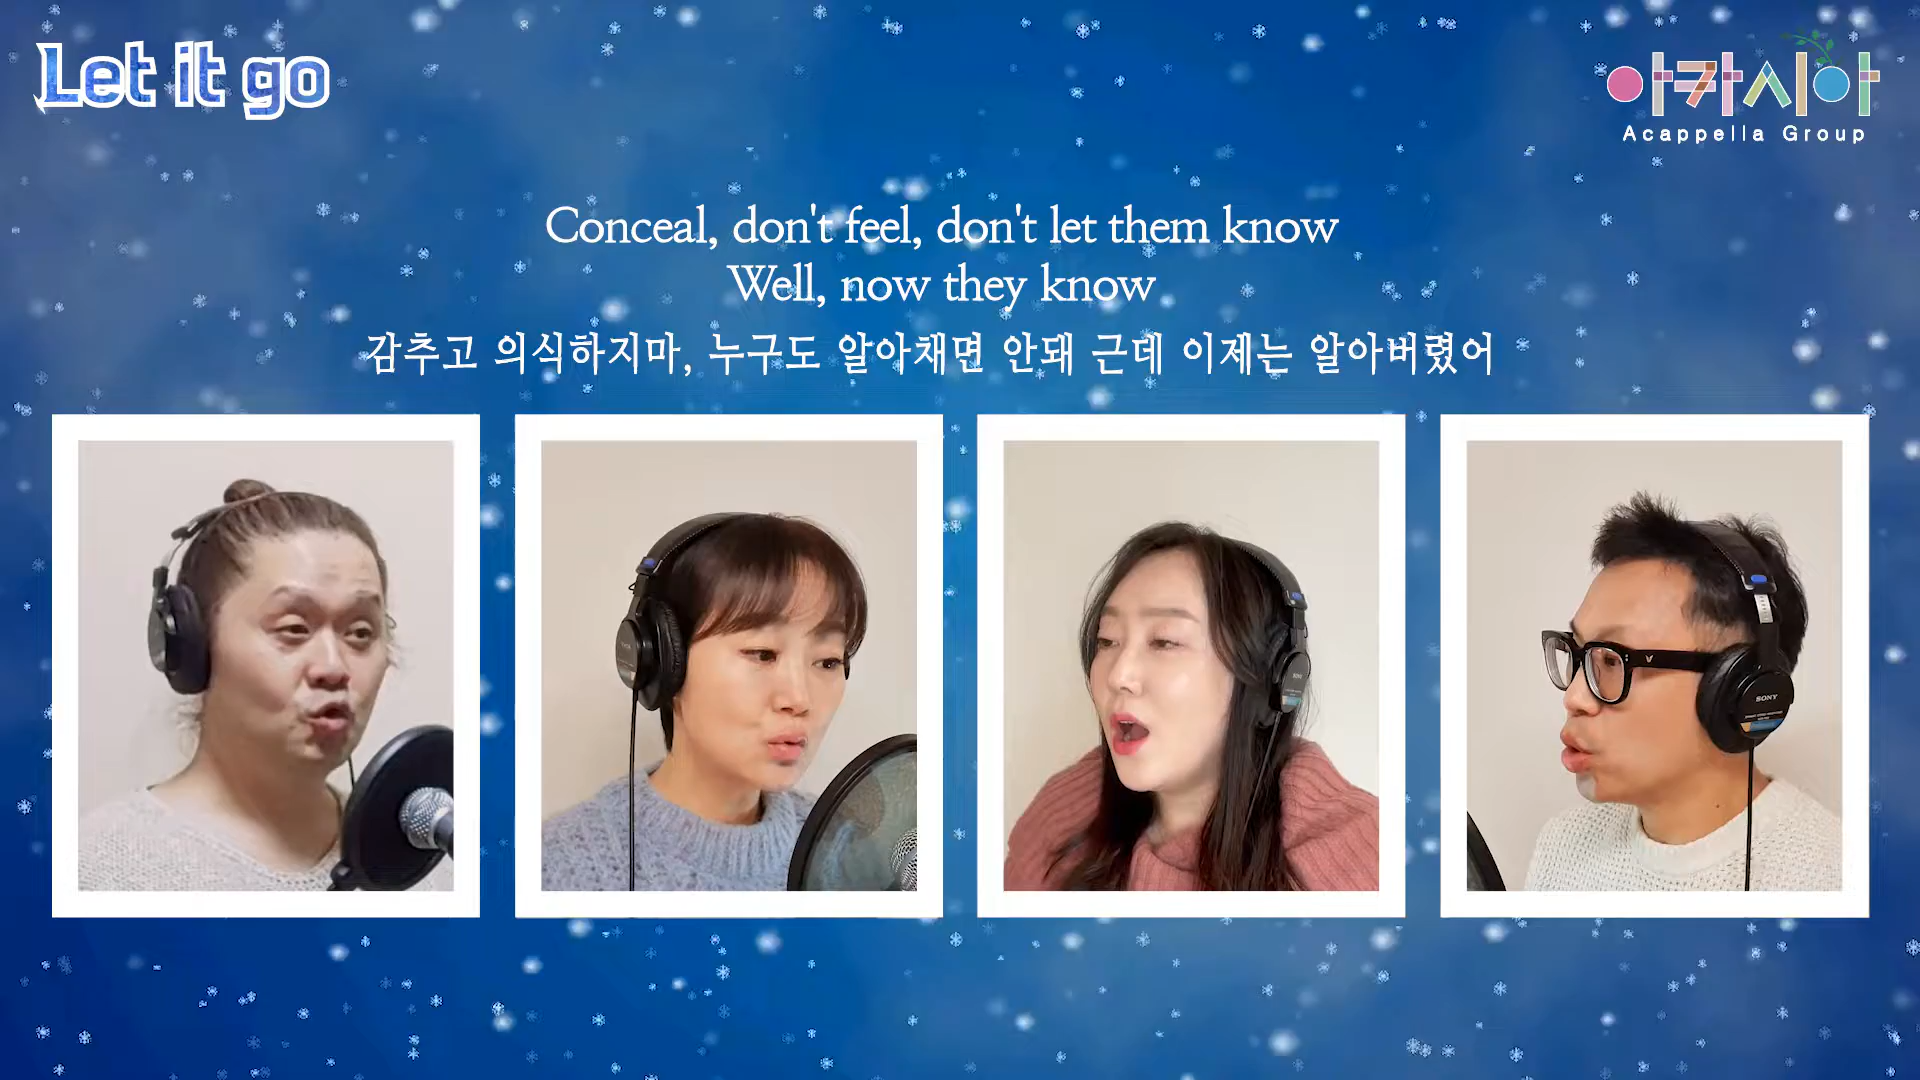 Let it go
아카시아
Acappella Group
Conceal, don't feel, don't let them know
Well, now they know
감추고 의식하지마, 누구도 알아채면 안돼 근데 이제는 알아버렸어
SONY
SONY